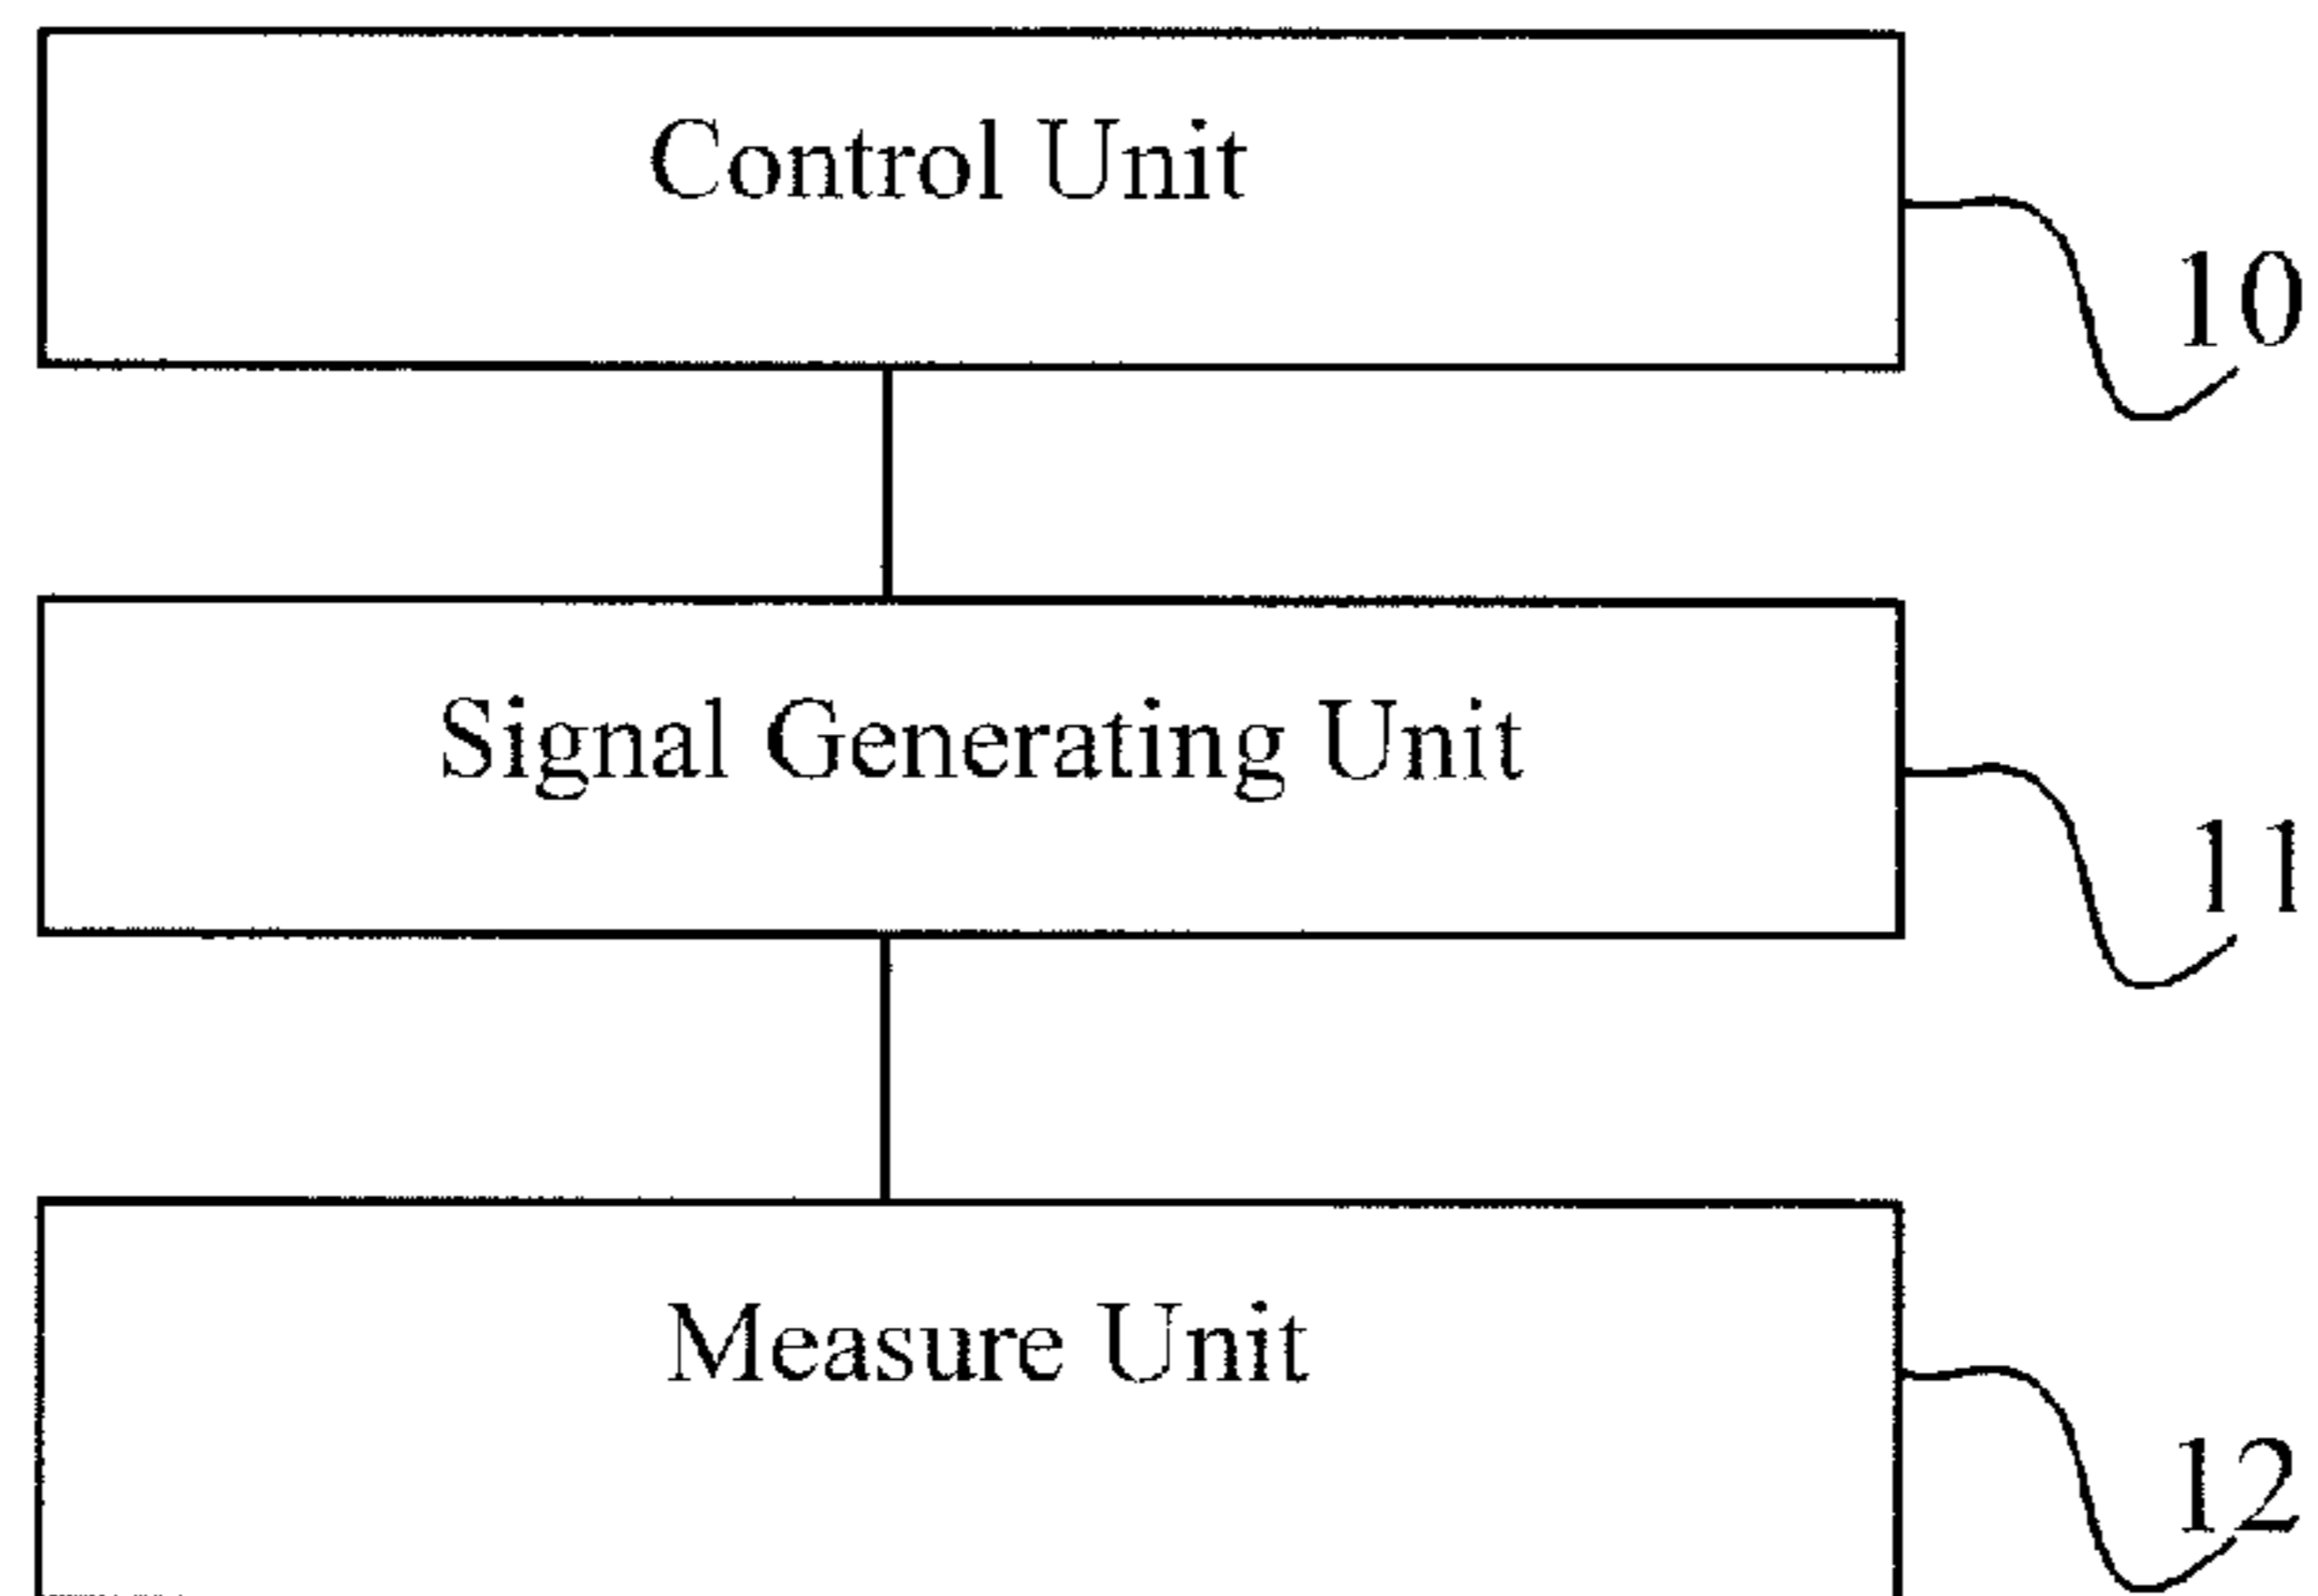 Control Unit
10
Signal Generating Unit
11
Measure Unit
12